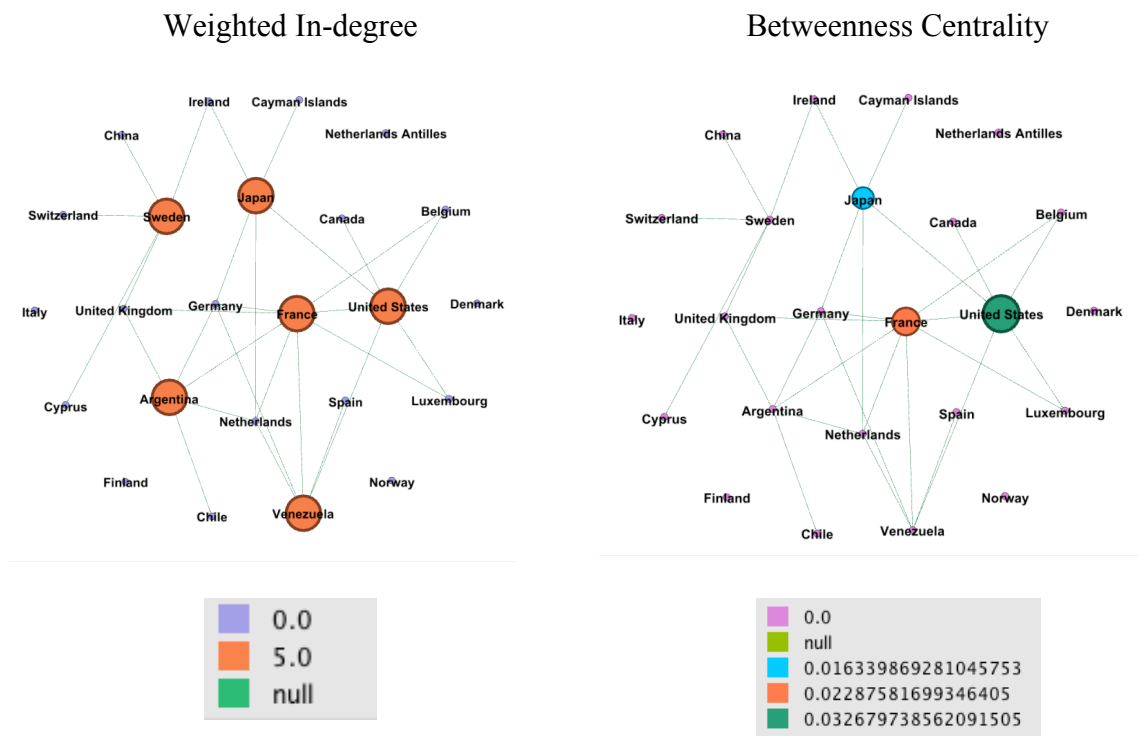 Weighted In-degree
Betweenness Centrality
Ireland
Cayman Islands
China
Netherlands Antilles
Japan
Switzerland
Sweden
Canada
Belgium
Italy
United Kingdom
Germany
France
United States
Denmark
Cyprus
Argentina
Netherlands
Spain
Luxembourg
Finland
Norway
Chile
Venezuela
0.0
5.0
null
Ireland
Cayman Islands
China
Netherlands Antilles
Japan
Switzerland
Sweden
Canada
Belgium
Italy
United Kingdom
Germany
France
United States
Denmark
Cyprus
Argentina
Netherlands
Spain
Luxembourg
Finland
Norway
Chile
Venezuela
0.0
null
0.016339869281045753
0.02287581699346405
0.032679738562091505